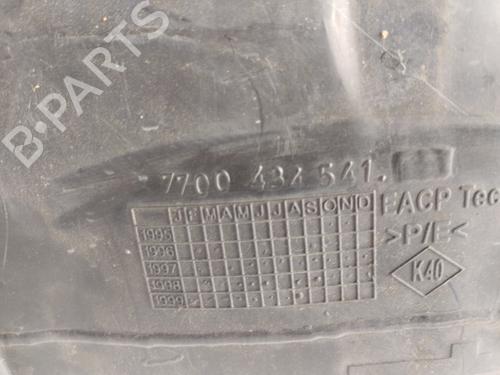 B-PARTS
7700 434 541.
J F M A M J J A S O N D
1995
1996
1997
1998
1999
EACP Tec
>P/E<
K40